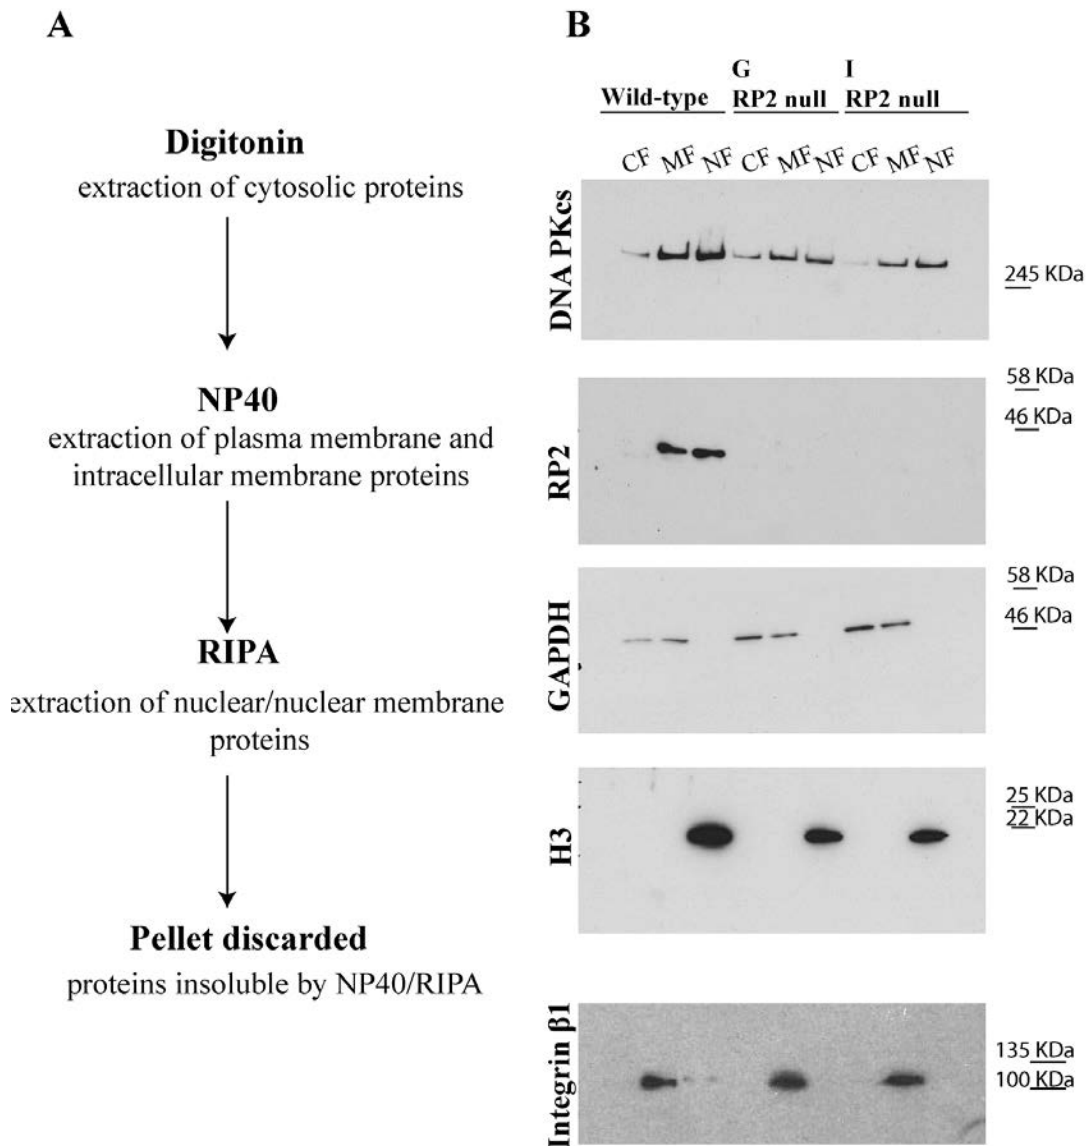 A
Digitonin
extraction of cytosolic proteins
NP40
extraction of plasma membrane and
intracellular membrane proteins
RIPA
extraction of nuclear/nuclear membrane
proteins
Pellet discarded
proteins insoluble by NP40/RIPA
B
Wild-type
G
RP2 null
I
RP2 null
CF MF NF CF MF NF CF MF NF
DNA PKcs
245 KDa
RP2
58 KDa
46 KDa
GAPDH
58 KDa
46 KDa
H3
25 KDa
22 KDa
Integrin β1
135 KDa
100 KDa